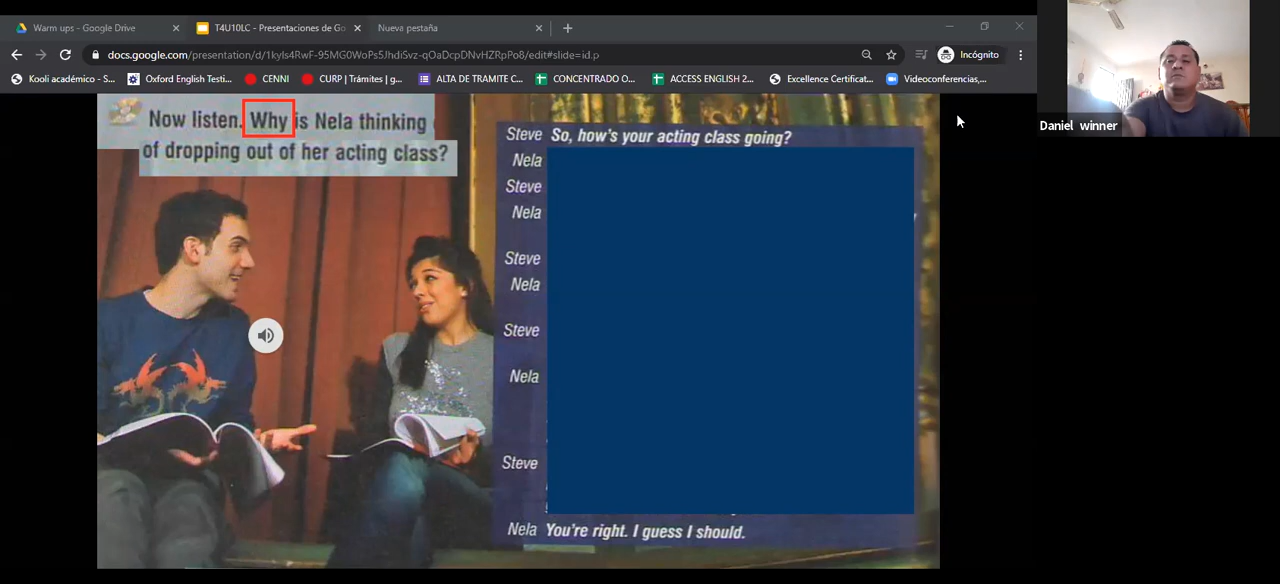 Warm ups - Google Drive
T4U10LC - Presentaciones de Go
Nueva pestaña
docs.google.com/presentation/d/1kyIs4RwF-95MG0WoPs5JhdiSvz-qOaDcpDNvHZRpPo8/edit#slide=id.p
Incógnito
Kooli académico - S...
Oxford English Testi...
CENNI
CURP | Trámites | g...
ALTA DE TRAMITE C...
CONCENTRADO O...
ACCESS ENGLISH 2...
Excellence Certificat...
Videoconferencias,...
Daniel winner
Now listen. Why is Nela thinking
of dropping out of her acting class?
Steve So, how's your acting class going?
Nela
Steve
Nela
Steve
Nela
Steve
Nela
Steve
Nela You're right. I guess I should.